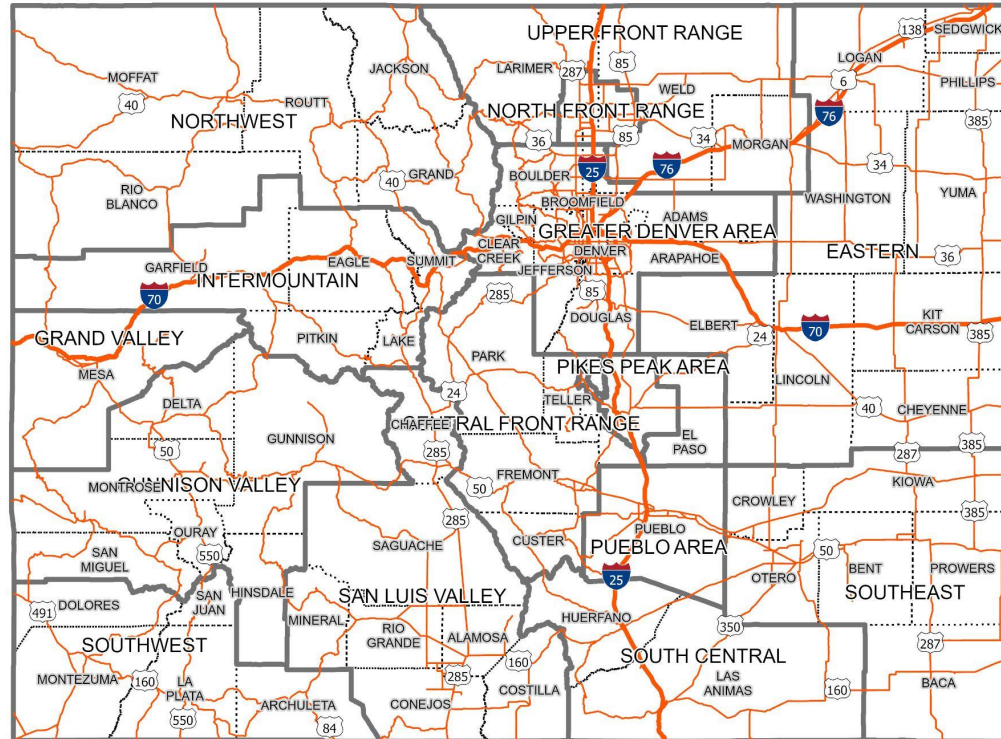 138
SEDGWICK
UPPER FRONT RANGE
LOGAN
85
JACKSON
LARIMER
287
MOFFAT
6
PHILLIPS
WELD
40
ROUTT
NORTH FRONT RANGE
76
385
NORTHWEST
85
34
36
MORGAN
25
76
34
BOULDER
GRAND
40
RIO
BLANCO
BROOMFIELD
WASHINGTON
YUMA
GILPIN
ADAMS
GREATER DENVER AREA
CLEAR
CREEK
DENVER
EASTERN
36
GARFIELD
EAGLE
SUMMIT
ARAPAHOE
JEFFERSON
INTERMOUNTAIN
285
85
70
DOUGLAS
KIT
CARSON
ELBERT
70
GRAND VALLEY
PITKIN
LAKE
24
385
PARK
MESA
PIKES PEAK AREA
LINCOLN
24
TELLER
DELTA
40
CHEYENNE
CHAFFEE
CENTRAL FRONT RANGE
GUNNISON
EL
PASO
385
50
285
287
FREMONT
KIOWA
MONTROSE
GUNNISON VALLEY
50
CROWLEY
385
285
PUEBLO
OURAY
SAGUACHE
CUSTER
PUEBLO AREA
50
550
SAN
MIGUEL
BENT
PROWERS
25
OTERO
SAN
JUAN
HINSDALE
SAN LUIS VALLEY
SOUTHEAST
DOLORES
491
MINERAL
HUERFANO
350
RIO
GRANDE
ALAMOSA
SOUTHWEST
287
SOUTH CENTRAL
160
285
MONTEZUMA
160
LA
PLATA
COSTILLA
LAS
ANIMAS
160
BACA
ARCHULETA
CONEJOS
550
84